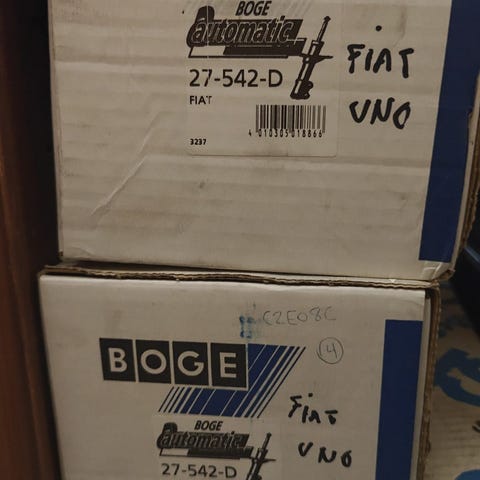 BOGE
automatic
27-542-D
FIAT
3237
4 010305 018866
FIAT
UNO
C2E08C
4
BOGE
BOGE
automatic
27-542-D
FIAT
UNO